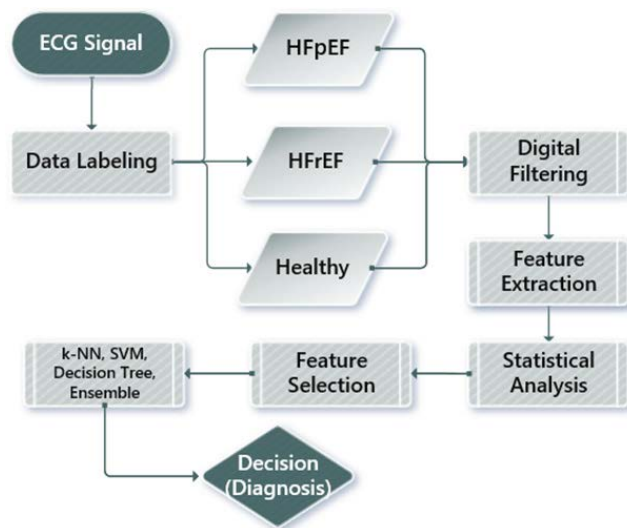 ECG Signal
Data Labeling
HFpEF
HFrEF
Healthy
Digital
Filtering
Feature
Extraction
Statistical
Analysis
Feature
Selection
k-NN, SVM,
Decision Tree,
Ensemble
Decision
(Diagnosis)